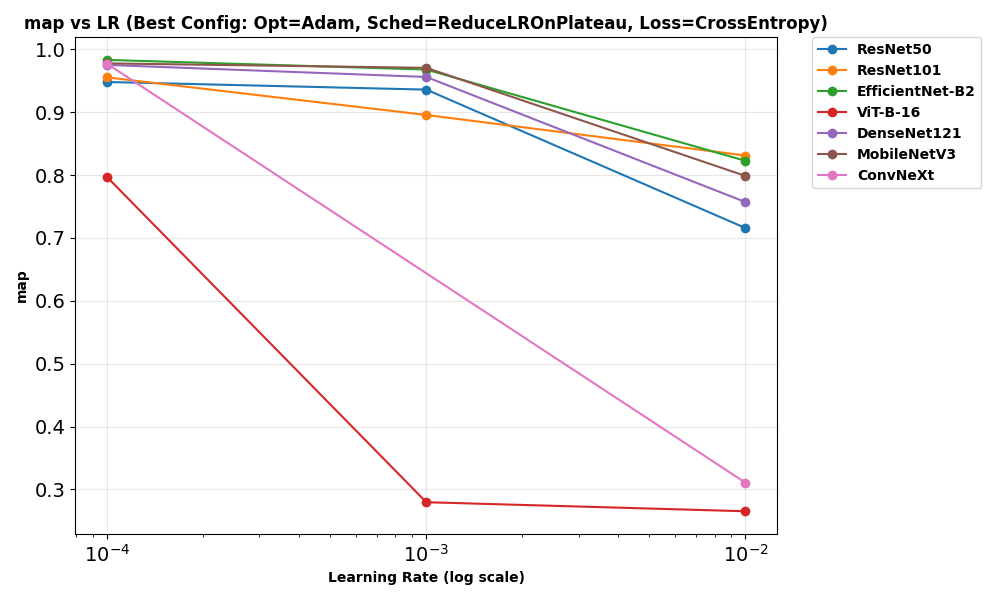 map vs LR (Best Config: Opt=Adam, Sched=ReduceLROnPlateau, Loss=CrossEntropy)
1.0
0.9
0.8
0.7
0.6
0.5
0.4
0.3
map
10⁻⁴
10⁻³
10⁻²
Learning Rate (log scale)
ResNet50
ResNet101
EfficientNet-B2
ViT-B-16
DenseNet121
MobileNetV3
ConvNeXt